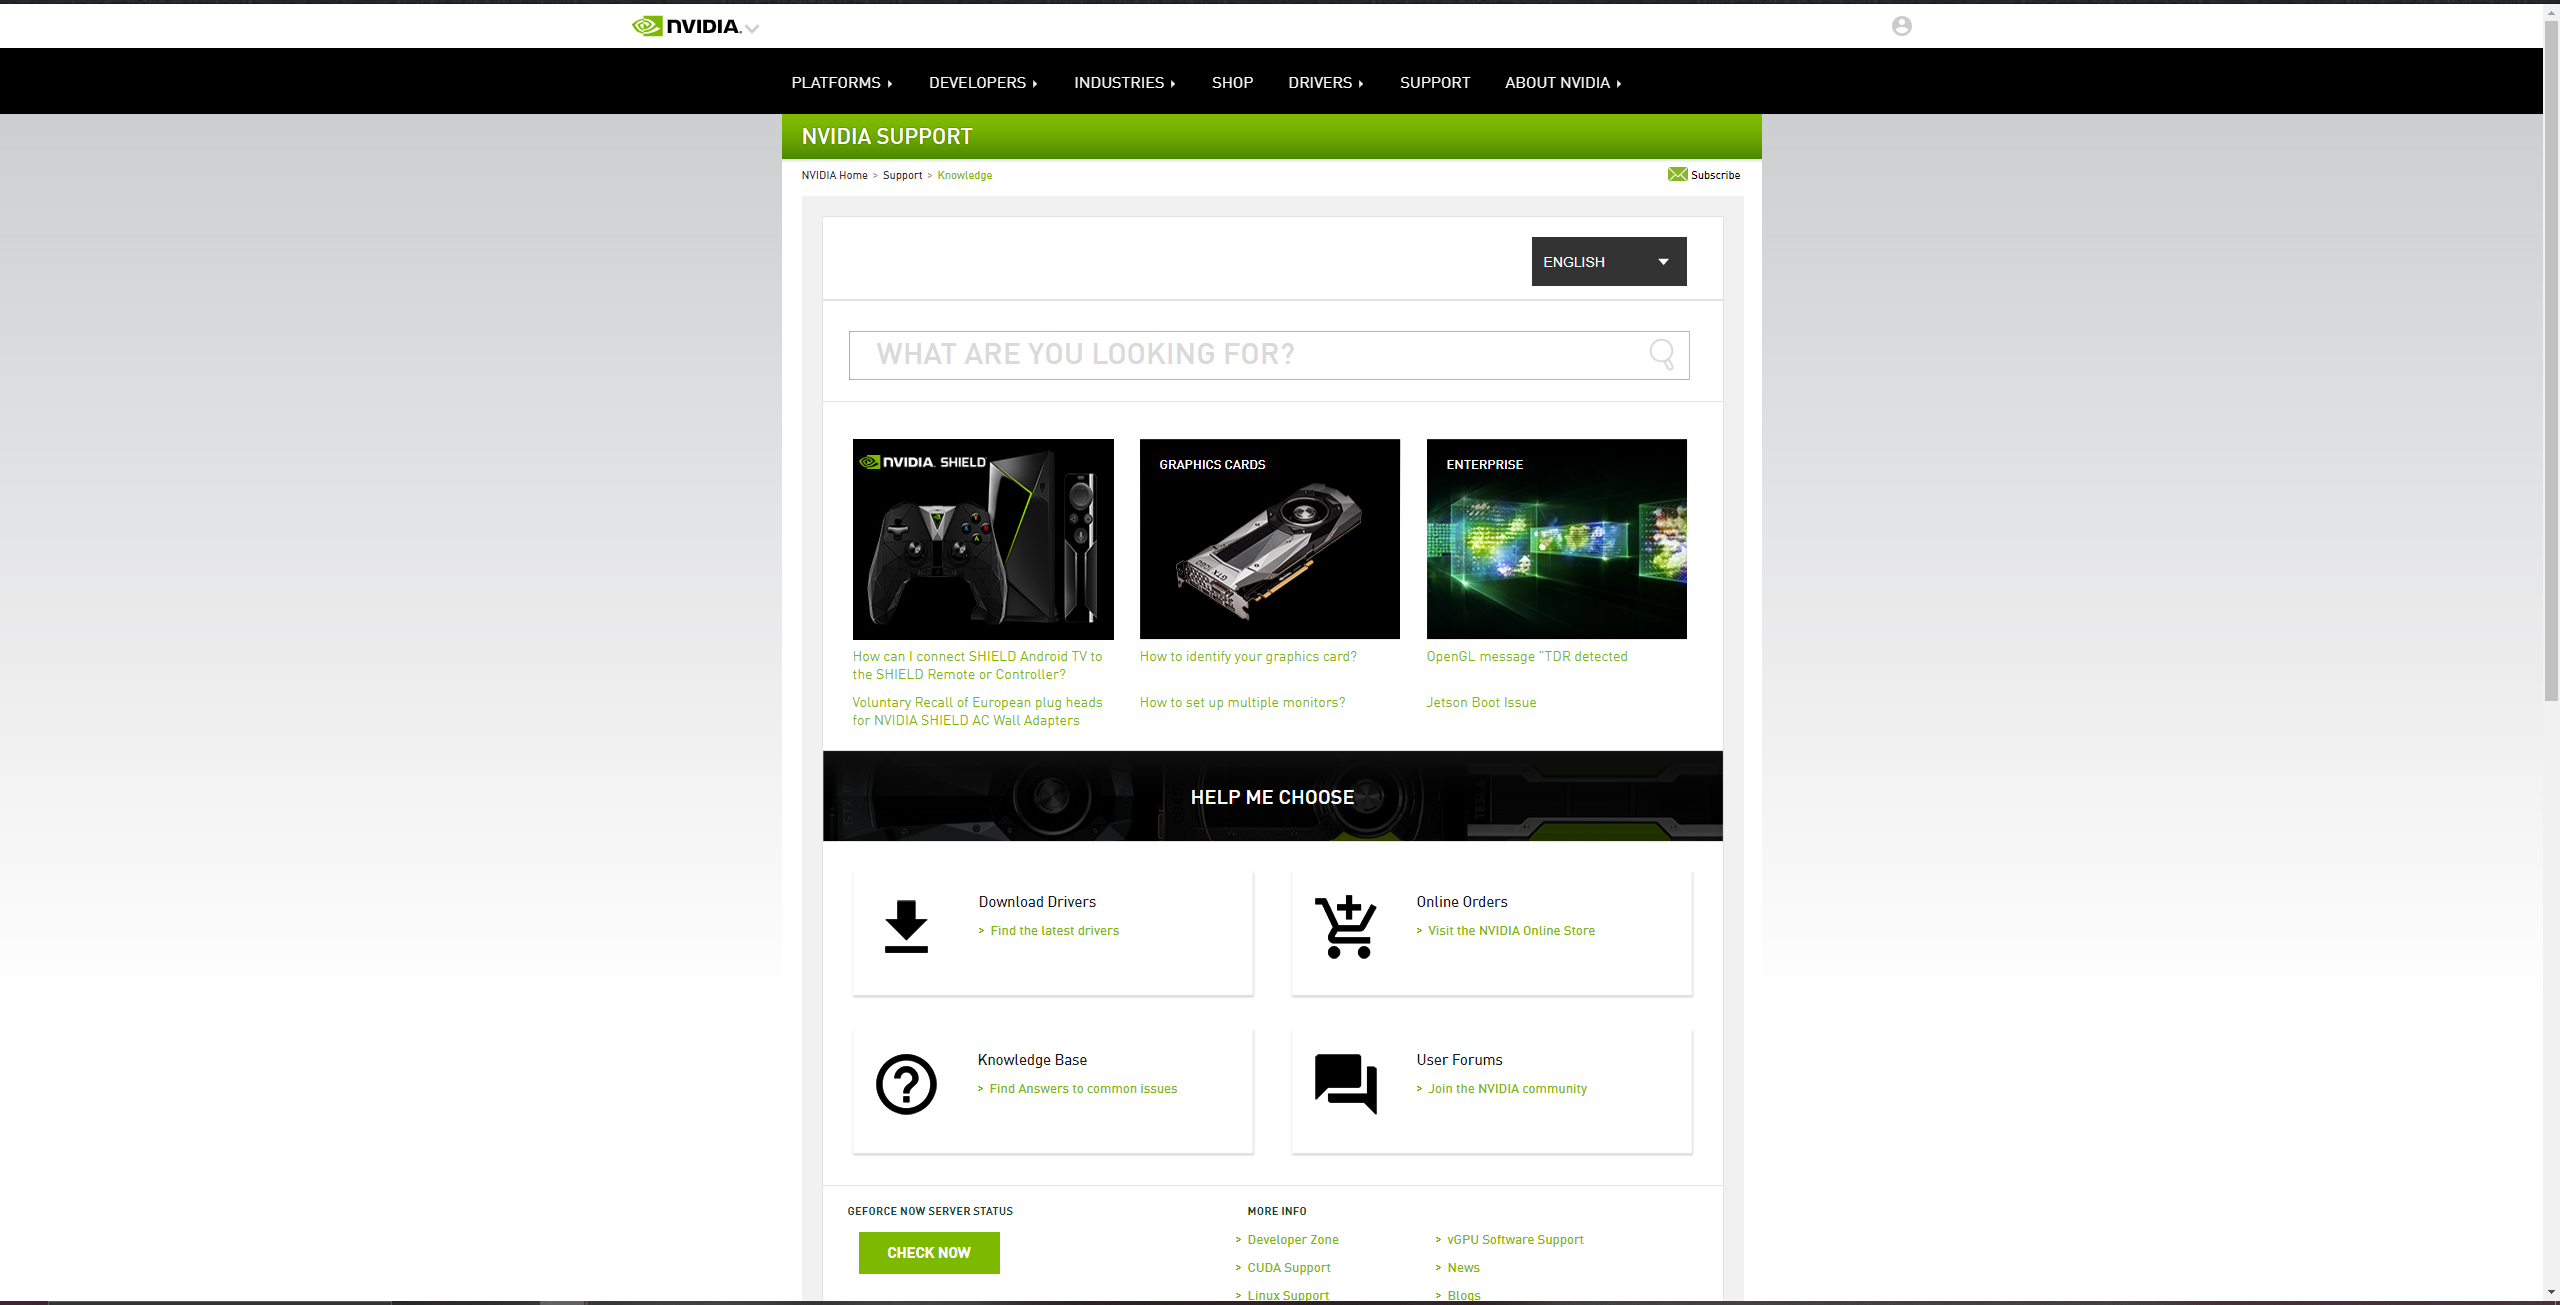 NVIDIA.
PLATFORMS
DEVELOPERS
INDUSTRIES
SHOP
DRIVERS
SUPPORT
ABOUT NVIDIA
NVIDIA SUPPORT
NVIDIA Home > Support > Knowledge
Subscribe
ENGLISH
WHAT ARE YOU LOOKING FOR?
NVIDIA. SHIELD
GRAPHICS CARDS
GTX 1080
ENTERPRISE
How can I connect SHIELD Android TV to
the SHIELD Remote or Controller?
Voluntary Recall of European plug heads
for NVIDIA SHIELD AC Wall Adapters
How to identify your graphics card?
How to set up multiple monitors?
OpenGL message "TDR detected
Jetson Boot Issue
HELP ME CHOOSE
TESLA
Download Drivers
> Find the latest drivers
Online Orders
> Visit the NVIDIA Online Store
Knowledge Base
> Find Answers to common issues
User Forums
> Join the NVIDIA community
GEFORCE NOW SERVER STATUS
CHECK NOW
MORE INFO
> Developer Zone
> CUDA Support
> Linux Support
> vGPU Software Support
> News
> Blogs